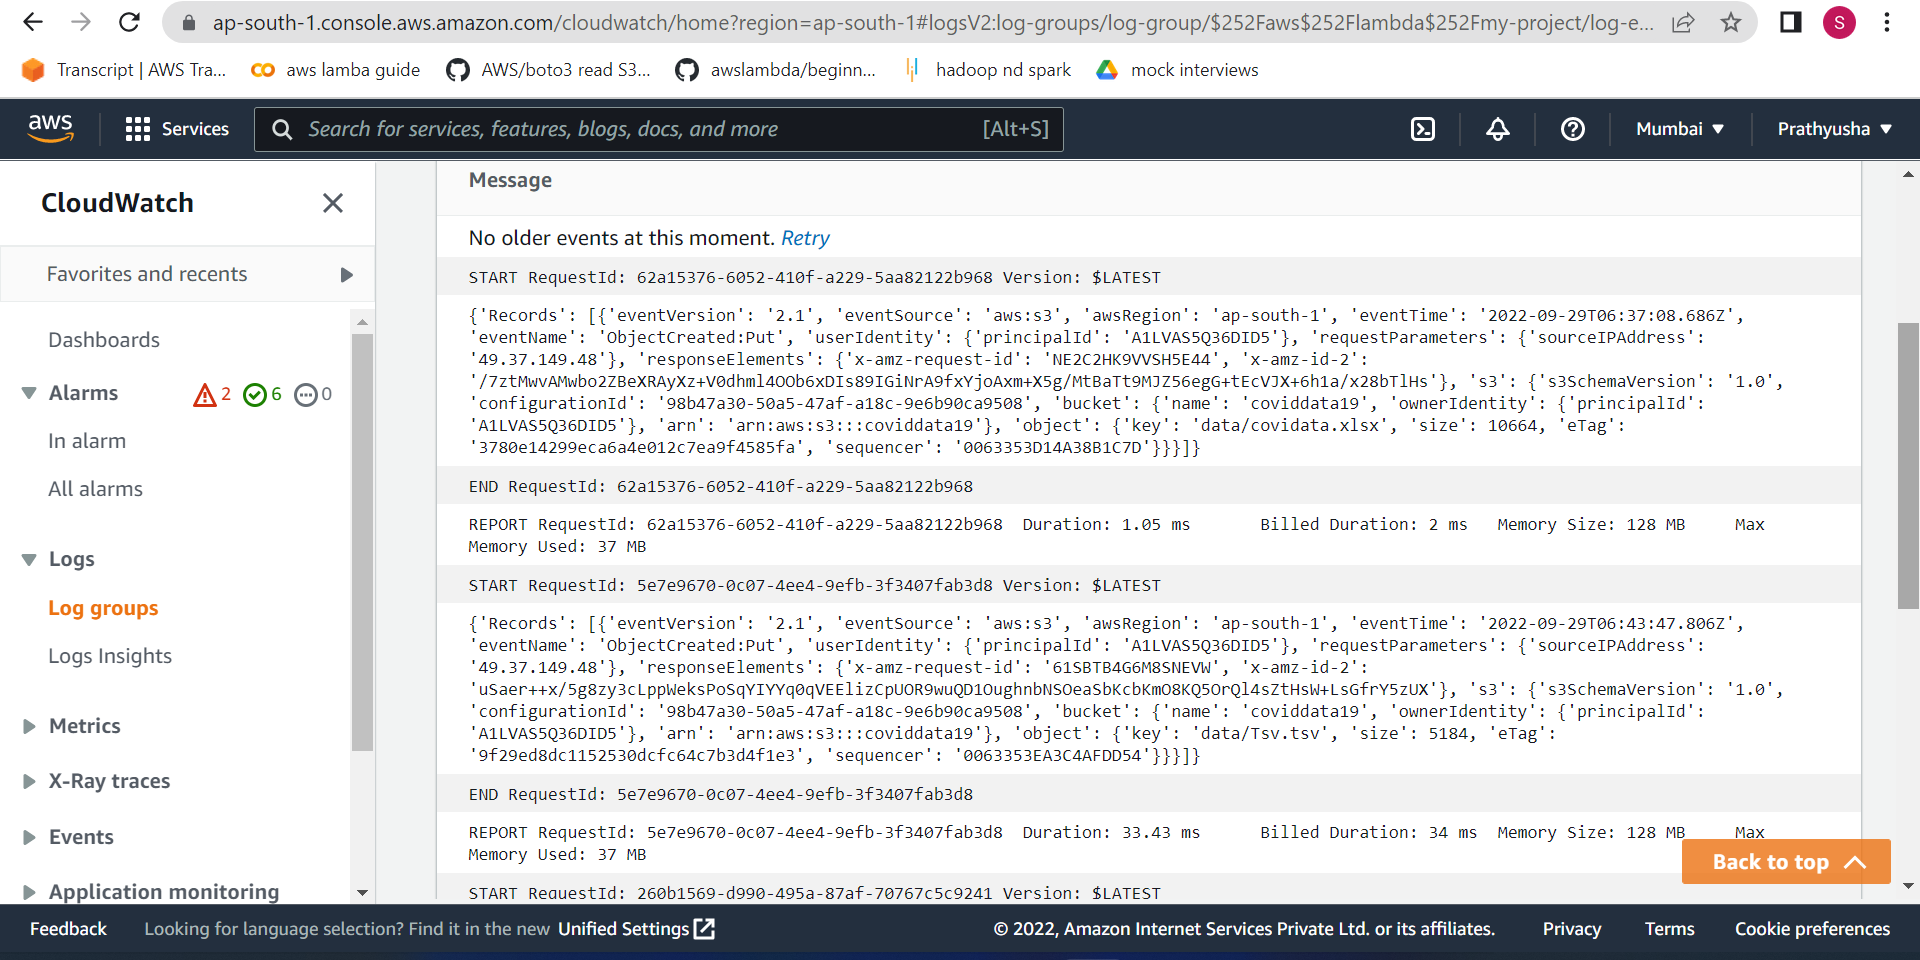 ap-south-1.console.aws.amazon.com/cloudwatch/home?region=ap-south-1#logsV2:log-groups/log-group/$252Faws$252Flambda$252Fmy-project/log-e...
S
Transcript | AWS Tra...
aws lamba guide
AWS/boto3 read S3...
awslambda/beginn...
hadoop nd spark
mock interviews
aws
Services
Search for services, features, blogs, docs, and more
[Alt+S]
Mumbai
Prathyusha
CloudWatch
Favorites and recents
Dashboards
Alarms
2
6
0
In alarm
All alarms
Logs
Log groups
Logs Insights
Metrics
X-Ray traces
Events
Application monitoring
Message
No older events at this moment. Retry
START RequestId: 62a15376-6052-410f-a229-5aa82122b968 Version: $LATEST
{'Records': [{'eventVersion': '2.1', 'eventSource': 'aws:s3', 'awsRegion': 'ap-south-1', 'eventTime': '2022-09-29T06:37:08.686Z',
'eventName': 'ObjectCreated:Put', 'userIdentity': {'principalId': 'A1LVAS5Q36DID5'}, 'requestParameters': {'sourceIPAddress':
'49.37.149.48'}, 'responseElements': {'x-amz-request-id': 'NE2C2HK9VVSH5E44', 'x-amz-id-2':
'/7ztMwvAMwbo2ZBeXRAyXz+V0dhml4OOb6xDIs89IGiNrA9fxYjoAxm+X5g/MtBaTt9MJZ56egG+tEcVJX+6h1a/x28bTlHs'}, 's3': {'s3SchemaVersion': '1.0',
'configurationId': '98b47a30-50a5-47af-a18c-9e6b90ca9508', 'bucket': {'name': 'coviddata19', 'ownerIdentity': {'principalId':
'A1LVAS5Q36DID5'}, 'arn': 'arn:aws:s3:::coviddata19'}, 'object': {'key': 'data/covidata.xlsx', 'size': 10664, 'eTag':
'3780e14299eca6a4e012c7ea9f4585fa', 'sequencer': '0063353D14A38B1C7D'}}}]}
END RequestId: 62a15376-6052-410f-a229-5aa82122b968
REPORT RequestId: 62a15376-6052-410f-a229-5aa82122b968 Duration: 1.05 ms Billed Duration: 2 ms Memory Size: 128 MB Max
Memory Used: 37 MB
START RequestId: 5e7e9670-0c07-4ee4-9efb-3f3407fab3d8 Version: $LATEST
{'Records': [{'eventVersion': '2.1', 'eventSource': 'aws:s3', 'awsRegion': 'ap-south-1', 'eventTime': '2022-09-29T06:43:47.806Z',
'eventName': 'ObjectCreated:Put', 'userIdentity': {'principalId': 'A1LVAS5Q36DID5'}, 'requestParameters': {'sourceIPAddress':
'49.37.149.48'}, 'responseElements': {'x-amz-request-id': '61SBTB4G6M8SNEVW', 'x-amz-id-2':
'uSaer++x/5g8zy3cLppWeksPoSqYIYYq0qVEElizCpUOR9wuQD1OughnbNSOeaSbKcbKmO8KQ5OrQl4sZtHsW+LsGfrY5zUX'}, 's3': {'s3SchemaVersion': '1.0',
'configurationId': '98b47a30-50a5-47af-a18c-9e6b90ca9508', 'bucket': {'name': 'coviddata19', 'ownerIdentity': {'principalId':
'A1LVAS5Q36DID5'}, 'arn': 'arn:aws:s3:::coviddata19'}, 'object': {'key': 'data/Tsv.tsv', 'size': 5184, 'eTag':
'9f29ed8dc1152530dcfc64c7b3d4f1e3', 'sequencer': '0063353EA3C4AFDD54'}}}]}
END RequestId: 5e7e9670-0c07-4ee4-9efb-3f3407fab3d8
REPORT RequestId: 5e7e9670-0c07-4ee4-9efb-3f3407fab3d8 Duration: 33.43 ms Billed Duration: 34 ms Memory Size: 128 MB Max
Memory Used: 37 MB
START RequestId: 260b1569-d990-495a-87af-70767c5c9241 Version: $LATEST
Back to top
Feedback
Looking for language selection? Find it in the new Unified Settings
© 2022, Amazon Internet Services Private Ltd. or its affiliates.
Privacy
Terms
Cookie preferences